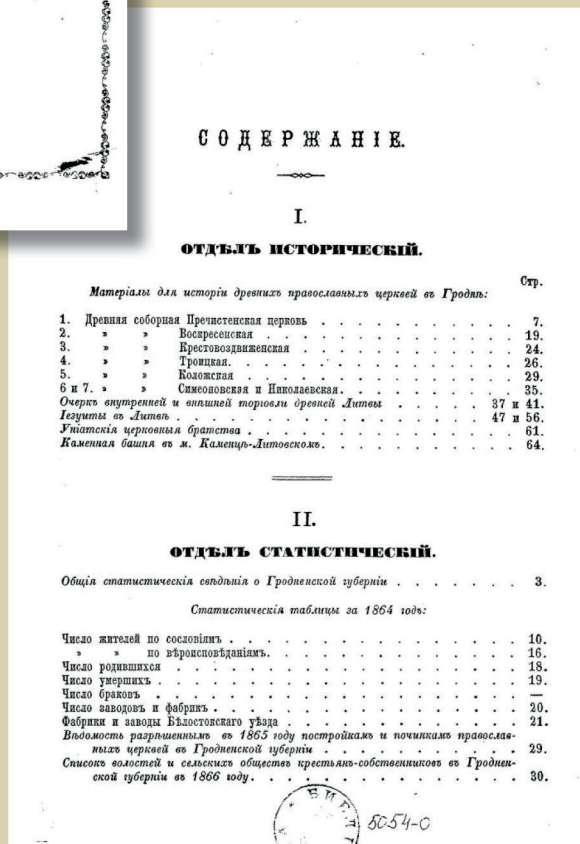 СОДЕРЖАНІЕ.
I.
ОТДѢЛЪ ИСТОРИЧЕСКІЙ.
Стр.
Матеріалы для исторіи древнихъ православныхъ церквей въ Гроднѣ:
1. Древняя соборная Пречистенская церковь . . . . . . . . . . 7.
2. » » Воскресенская . . . . . . . . . . 19.
3. » » Крестовоздвиженская . . . . . . . . . . 24.
4. » » Троицкая . . . . . . . . . . 26.
5. » » Коложская . . . . . . . . . . 29.
6 и 7. » » Симеоновская и Николаевская . . . . . . . . . . 35.
Очеркъ внутренней и внѣшней торговли древней Литвы . . . . . 37 и 41.
Іезуиты въ Литвѣ . . . . . . . . . . 47 и 56.
Уніатскія церковныя братства . . . . . . . . . . 61.
Каменная башня въ м. Каменцѣ-Литовскомъ . . . . . . . . . . 64.
II.
ОТДѢЛЪ СТАТИСТИЧЕСКІЙ.
Общія статистическія свѣдѣнія о Гродненской губерніи . . . . . . . 3.
Статистическія таблицы за 1864 годъ:
Число жителей по сословіямъ . . . . . . . . . . 10.
» » по вѣроисповѣданіямъ . . . . . . . . . . 16.
Число родившихся . . . . . . . . . . 18.
Число умершихъ . . . . . . . . . . 19.
Число браковъ . . . . . . . . . . —
Число заводовъ и фабрикъ . . . . . . . . . . 20.
Фабрики и заводы Бѣлостокскаго уѣзда . . . . . . . . . . 21.
Вѣдомость разрѣшеннымъ въ 1865 году постройкамъ и починкамъ православ-
ныхъ церквей въ Гродненской губерніи . . . . . . . . . . 29.
Списокъ волостей и сельскихъ обществъ крестьянъ-собственниковъ въ Гроднен-
ской губерніи въ 1866 году . . . . . . . . . . 30.
5054-0